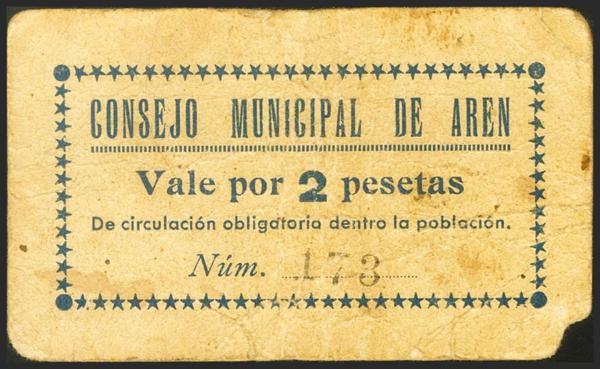 CONSEJO MUNICIPAL DE AREN
Vale por 2 pesetas
De circulación obligatoria dentro la población.
Núm. 173